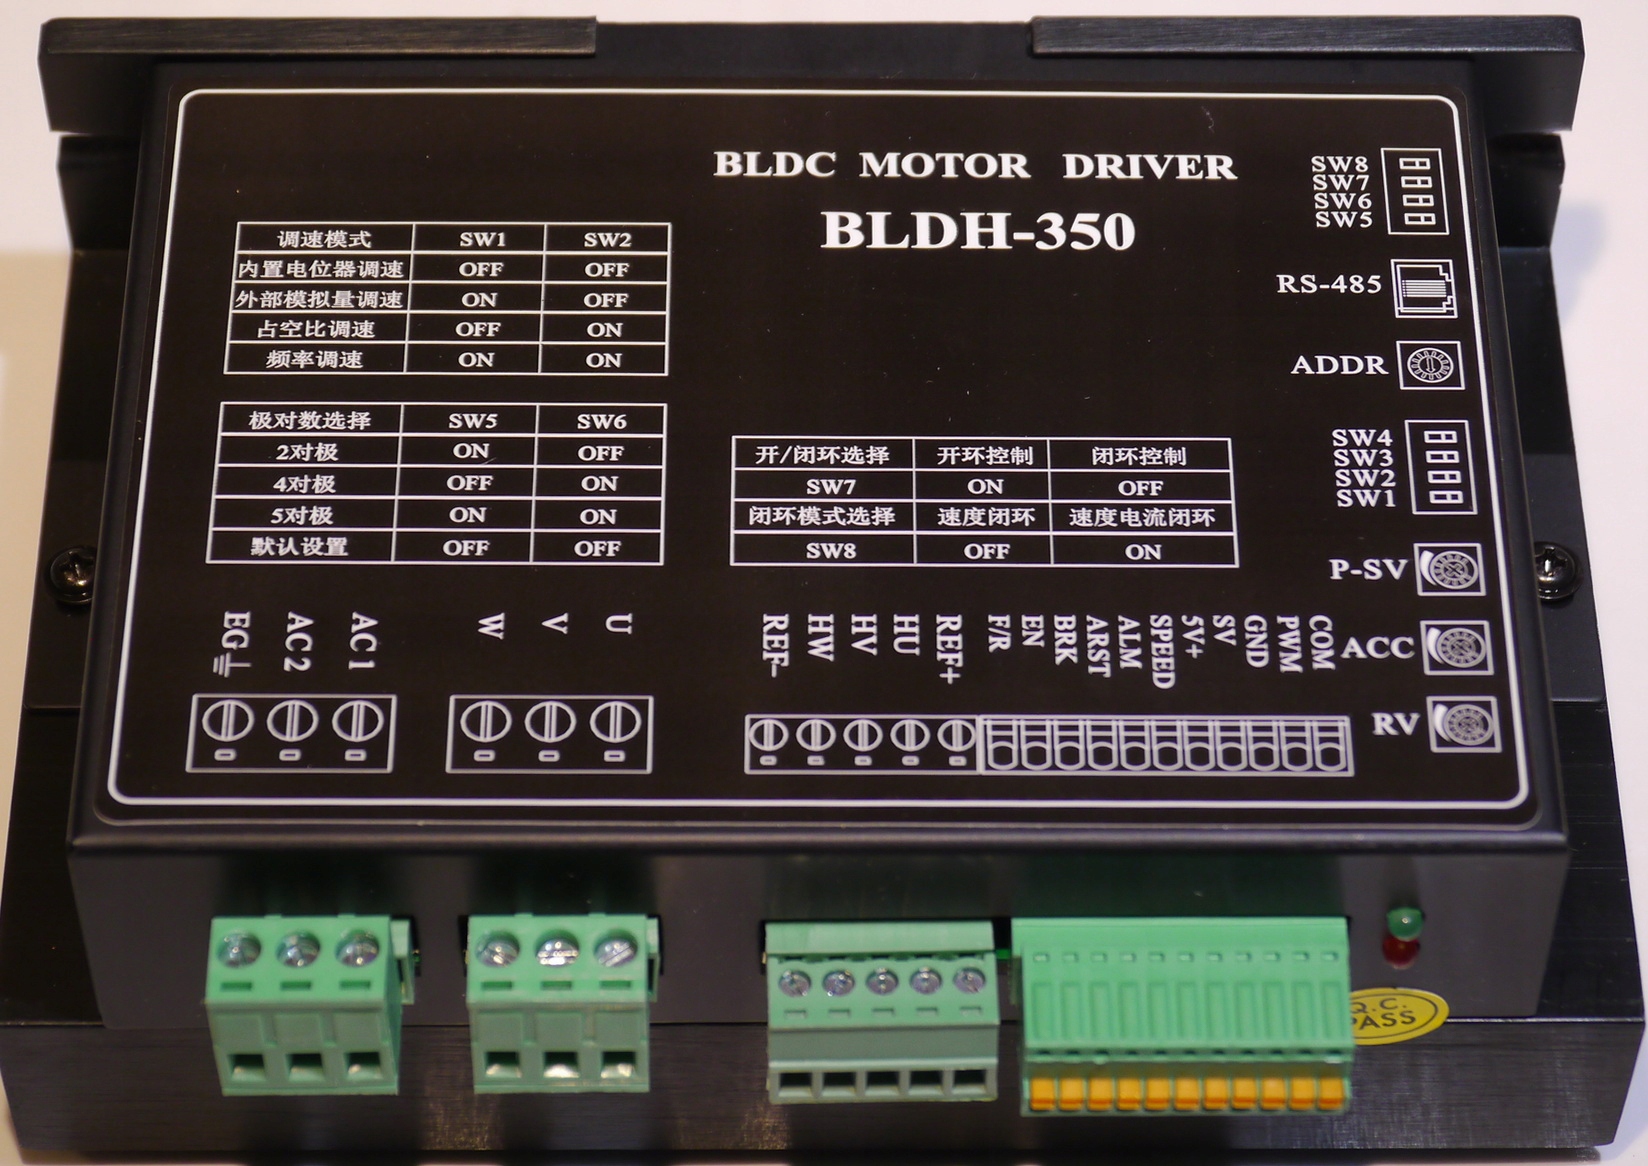 BLDC MOTOR DRIVER
BLDH-350
调速模式 SW1 SW2
内置电位器调速 OFF OFF
外部模拟量调速 ON OFF
占空比调速 OFF ON
频率调速 ON ON
极对数选择 SW5 SW6
2对极 ON OFF
4对极 OFF ON
5对极 ON ON
默认设置 OFF OFF
开/闭环选择 开环控制 闭环控制
SW7 ON OFF
闭环模式选择 速度闭环 速度电流闭环
SW8 OFF ON
SW8
SW7
SW6
SW5
RS-485
ADDR
SW4
SW3
SW2
SW1
P-SV
ACC
RV
EG
AC2
AC1
W
V
U
REF-
HW
HV
HU
REF+
F/R
EN
BRK
ARST
ALM
SPEED
5V+
SV
GND
PWM
COM
Q.C.
PASS